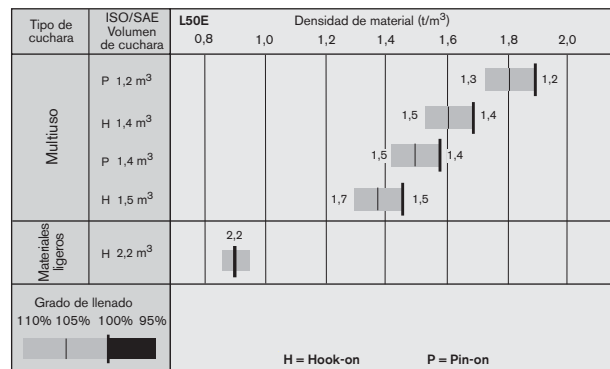 Tipo de cuchara
ISO/SAE Volumen de cuchara
L50E
Densidad de material (t/m³)
0,8 1,0 1,2 1,4 1,6 1,8 2,0
Multiuso
P 1,2 m³
1,3 1,2
H 1,4 m³
1,5 1,4
P 1,4 m³
1,5 1,4
H 1,5 m³
1,7 1,5
Materiales ligeros
H 2,2 m³
2,2
Grado de llenado
110% 105% 100% 95%
H = Hook-on P = Pin-on